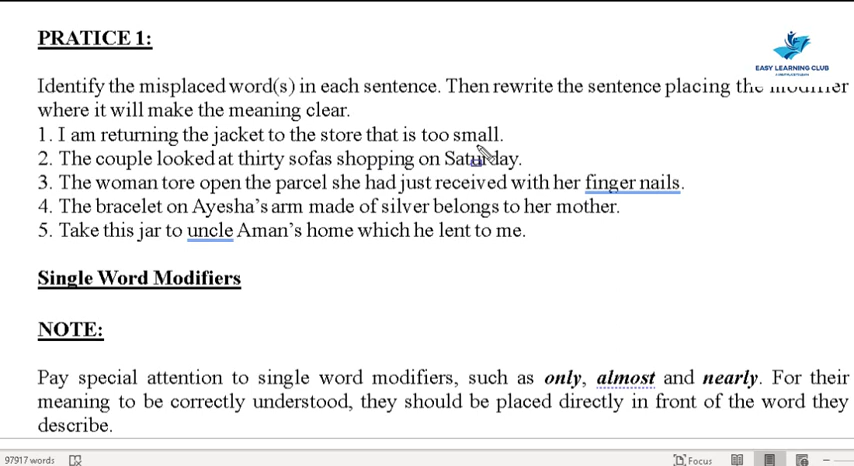 PRATICE 1:
EASY LEARNING CLUB
Identify the misplaced word(s) in each sentence. Then rewrite the sentence placing the modifier
where it will make the meaning clear.
1. I am returning the jacket to the store that is too small.
2. The couple looked at thirty sofas shopping on Saturday.
3. The woman tore open the parcel she had just received with her finger nails.
4. The bracelet on Ayesha's arm made of silver belongs to her mother.
5. Take this jar to uncle Aman's home which he lent to me.
Single Word Modifiers
NOTE:
Pay special attention to single word modifiers, such as only, almost and nearly. For their
meaning to be correctly understood, they should be placed directly in front of the word they
describe.
97917 words Focus